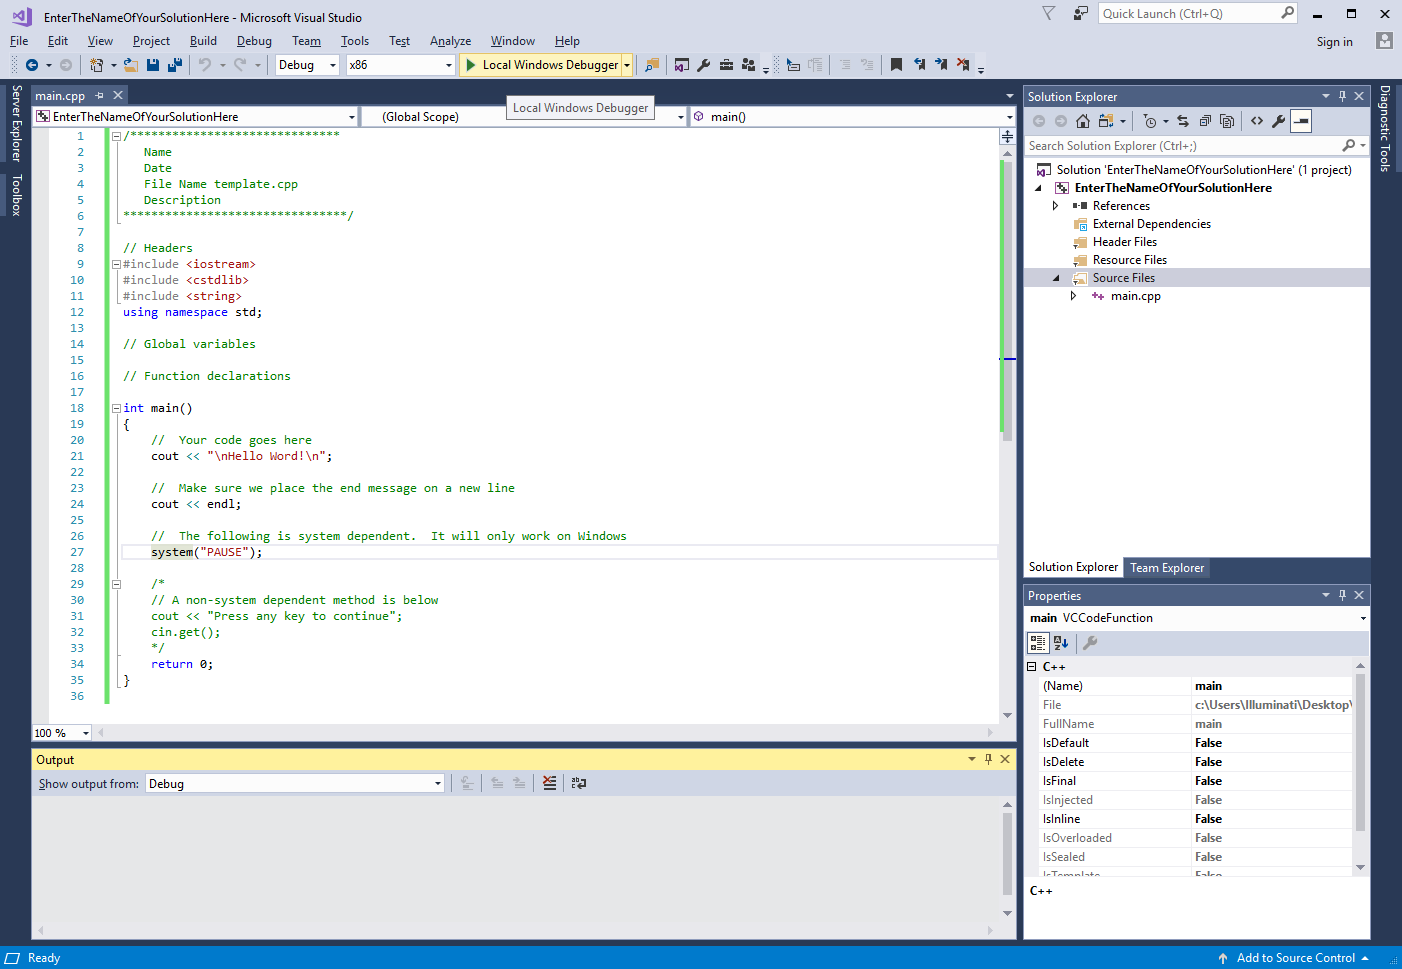 EnterTheNameOfYourSolutionHere - Microsoft Visual Studio
Quick Launch (Ctrl+Q)
File Edit View Project Build Debug Team Tools Test Analyze Window Help
Sign in
Debug x86 Local Windows Debugger
Server Explorer
Toolbox
main.cpp
Local Windows Debugger
EnterTheNameOfYourSolutionHere (Global Scope) main()
1 /******************************
2 Name
3 Date
4 File Name template.cpp
5 Description
6 ********************************/
7
8 // Headers
9 #include <iostream>
10 #include <cstdlib>
11 #include <string>
12 using namespace std;
13
14 // Global variables
15
16 // Function declarations
17
18 int main()
19 {
20 //  Your code goes here
21 cout << "\nHello Word!\n";
22
23 //  Make sure we place the end message on a new line
24 cout << endl;
25
26 //  The following is system dependent.  It will only work on Windows
27 system("PAUSE");
28
29 /*
30 // A non-system dependent method is below
31 cout << "Press any key to continue";
32 cin.get();
33 */
34 return 0;
35 }
36
100 %
Output
Show output from: Debug
Solution Explorer
Search Solution Explorer (Ctrl+;)
Solution 'EnterTheNameOfYourSolutionHere' (1 project)
EnterTheNameOfYourSolutionHere
References
External Dependencies
Header Files
Resource Files
Source Files
main.cpp
Solution Explorer Team Explorer
Properties
main VCCodeFunction
C++
(Name) main
File c:\Users\Illuminati\Desktop\
FullName main
IsDefault False
IsDelete False
IsFinal False
IsInjected False
IsInline False
IsOverloaded False
IsSealed False
IsTemplate False
C++
Diagnostic Tools
Ready
Add to Source Control